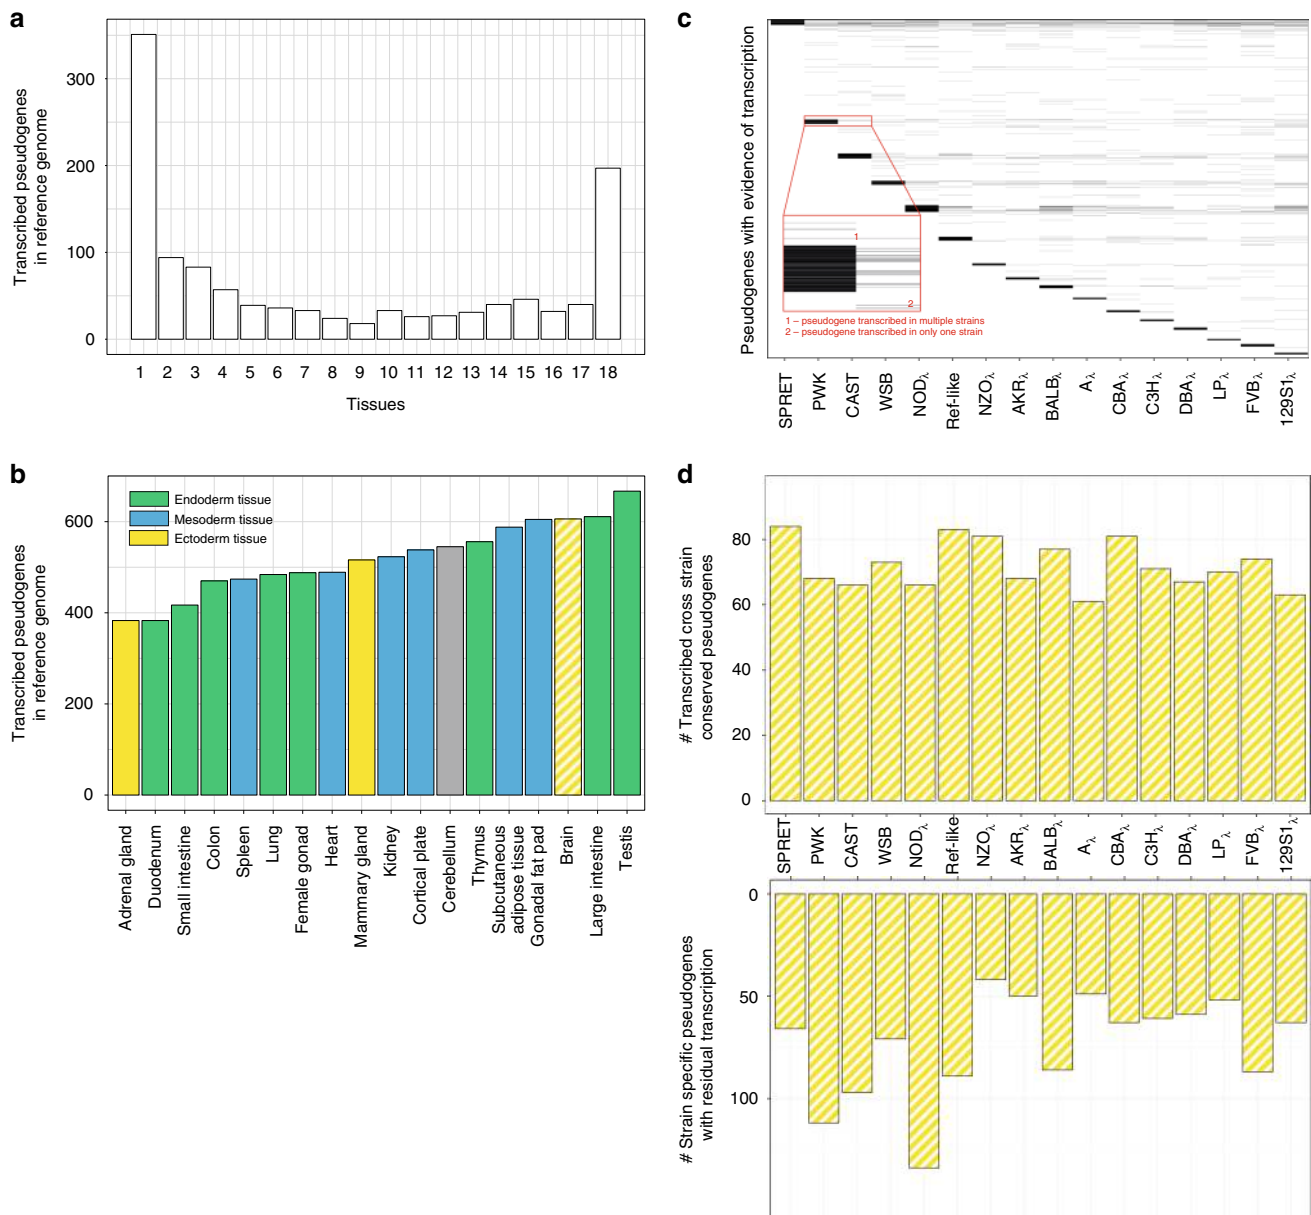 a
Transcribed pseudogenes
in reference genome
300
200
100
0
1 2 3 4 5 6 7 8 9 10 11 12 13 14 15 16 17 18
Tissues
b
Transcribed pseudogenes
in reference genome
Endoderm tissue
Mesoderm tissue
Ectoderm tissue
600
400
200
0
Adrenal gland
Duodenum
Small intestine
Colon
Spleen
Lung
Female gonad
Heart
Mammary gland
Kidney
Cortical plate
Cerebellum
Thymus
Subcutaneous
adipose tissue
Gonadal fat pad
Brain
Large intestine
Testis
c
Pseudogenes with evidence of transcription
1
2
1 – pseudogene transcribed in multiple strains
2 – pseudogene transcribed in only one strain
SPRET
PWK
CAST
WSB
NODλ
Ref-like
NZOλ
AKRλ
BALBλ
Aλ
CBAλ
C3Hλ
DBAλ
LPλ
FVBλ
129S1λ
d
# Transcribed cross strain
conserved pseudogenes
80
60
40
20
0
SPRET
PWK
CAST
WSB
NODλ
Ref-like
NZOλ
AKRλ
BALBλ
Aλ
CBAλ
C3Hλ
DBAλ
LPλ
FVBλ
129S1λ
# Strain specific pseudogenes
with residual transcription
0
50
100